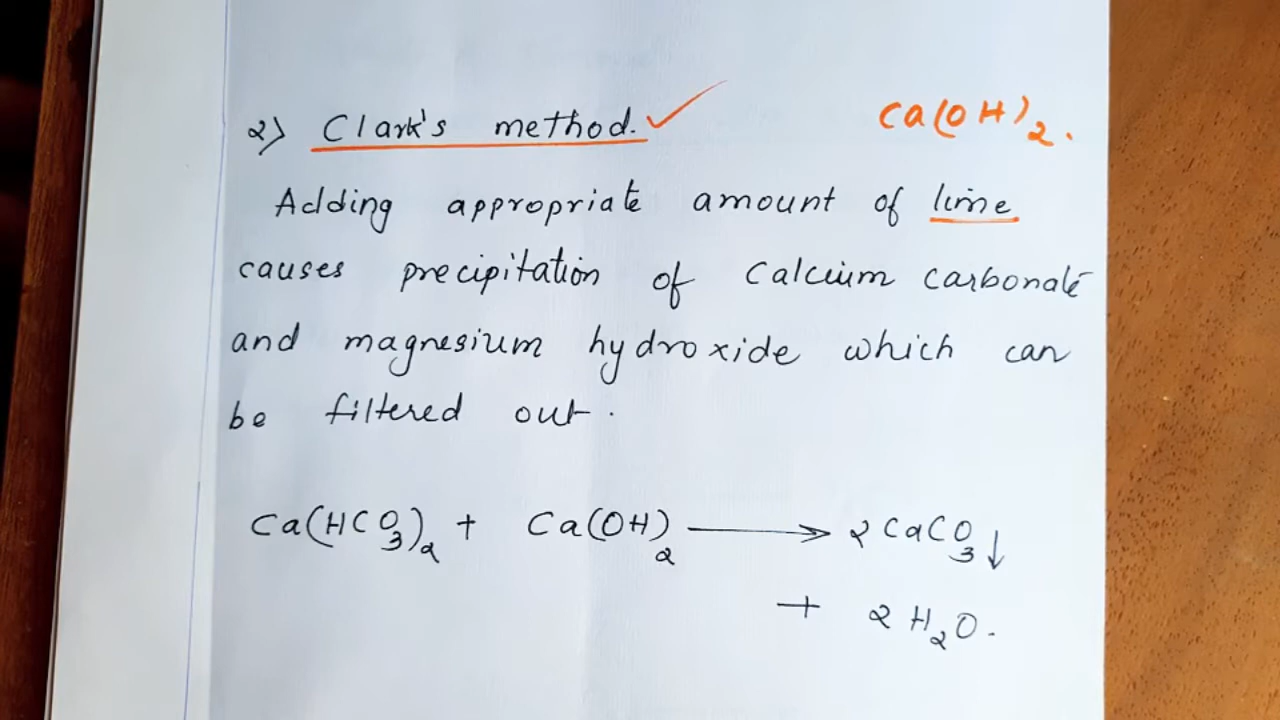 2) Clark's method. ✓ Ca(OH)₂.
Adding appropriate amount of lime
causes precipitation of Calcium carbonate
and magnesium hydroxide which can
be filtered out.
Ca(HCO₃)₂ + Ca(OH)₂ ⟶ 2CaCO₃↓
+ 2H₂O.